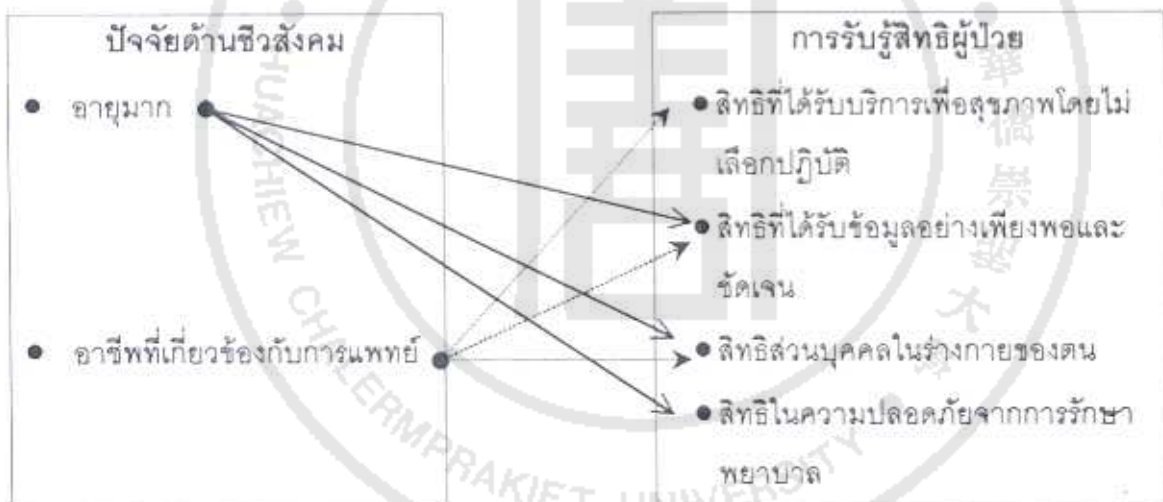 ปัจจัยด้านชีวสังคม
● อายุมาก
● อาชีพที่เกี่ยวข้องกับการแพทย์
การรับรู้สิทธิผู้ป่วย
● สิทธิที่ได้รับบริการเพื่อสุขภาพโดยไม่
เลือกปฏิบัติ
● สิทธิที่ได้รับข้อมูลอย่างเพียงพอและ
ชัดเจน
● สิทธิส่วนบุคคลในร่างกายของตน
● สิทธิในความปลอดภัยจากการรักษา
พยาบาล
HUACHIEW CHALERMPRAKIET UNIVERSITY
華僑崇聖大